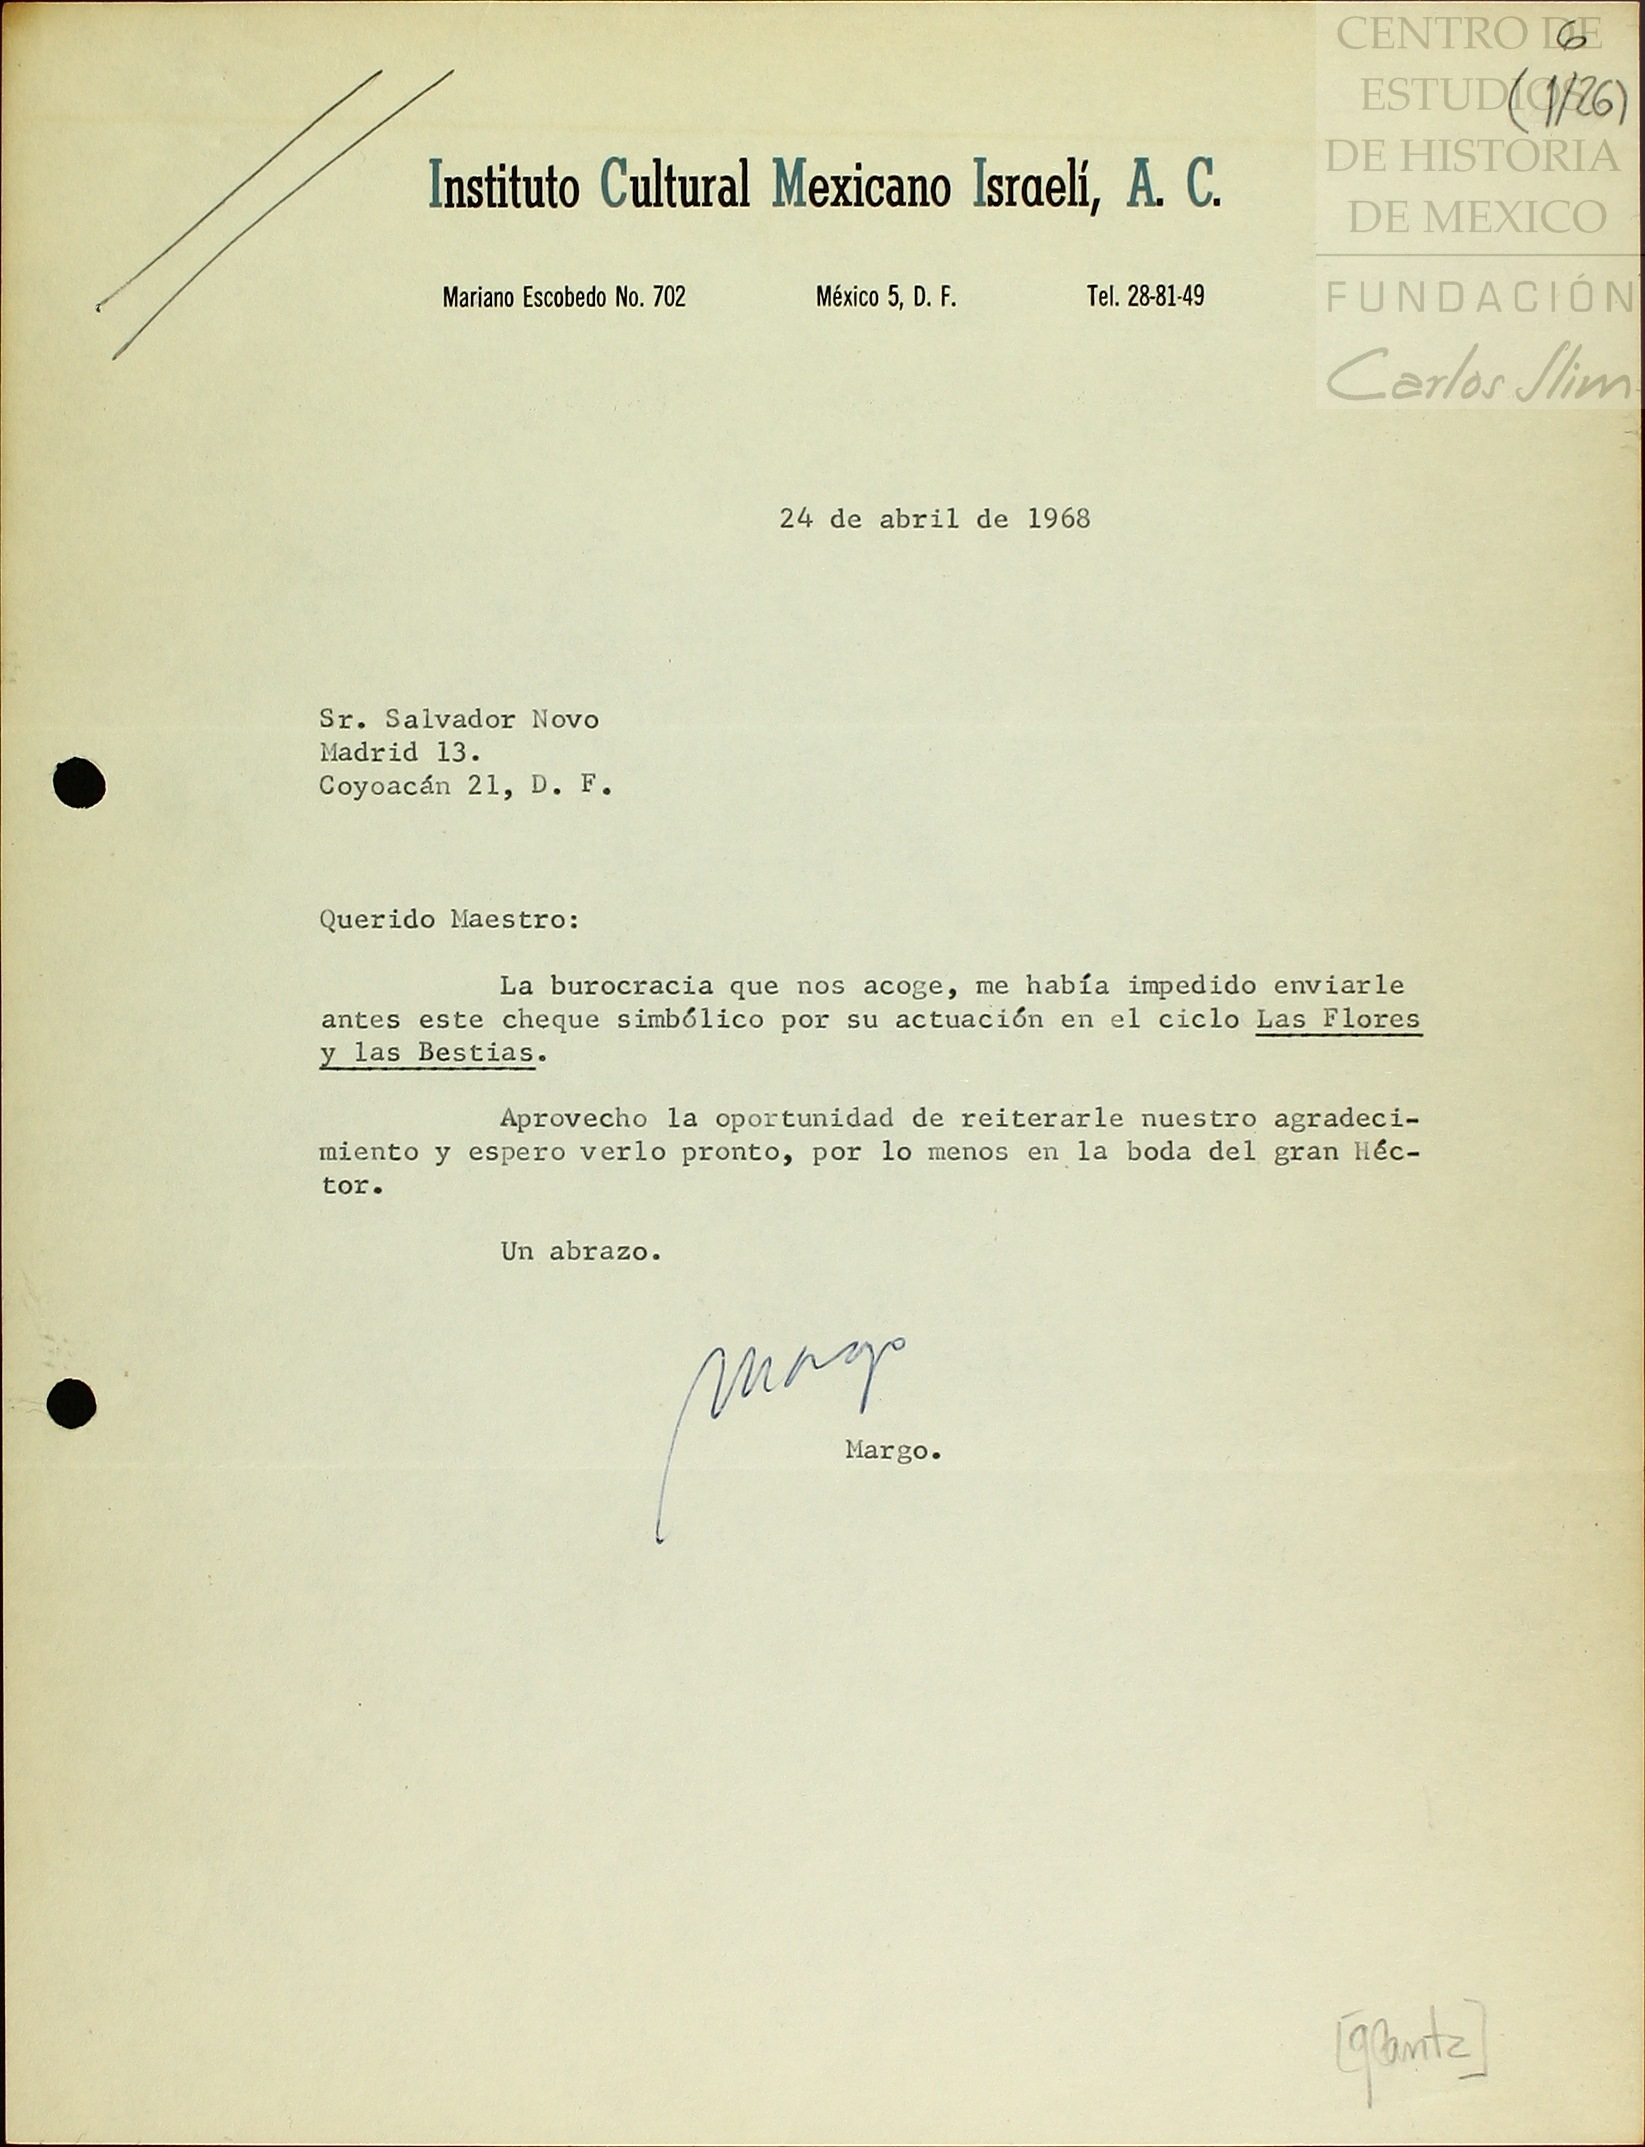 CENTRO DE
ESTUDIOS
DE HISTORIA
DE MEXICO
FUNDACIÓN
Carlos Slim
6
(1/26)
Instituto Cultural Mexicano Israelí, A. C.
Mariano Escobedo No. 702 México 5, D. F. Tel. 28-81-49
24 de abril de 1968
Sr. Salvador Novo
Madrid 13.
Coyoacán 21, D. F.
Querido Maestro:
La burocracia que nos acoge, me había impedido enviarle
antes este cheque simbólico por su actuación en el ciclo Las Flores
y las Bestias.
Aprovecho la oportunidad de reiterarle nuestro agradeci-
miento y espero verlo pronto, por lo menos en la boda del gran Héc-
tor.
Un abrazo.
Margo
Margo.
[glantz]